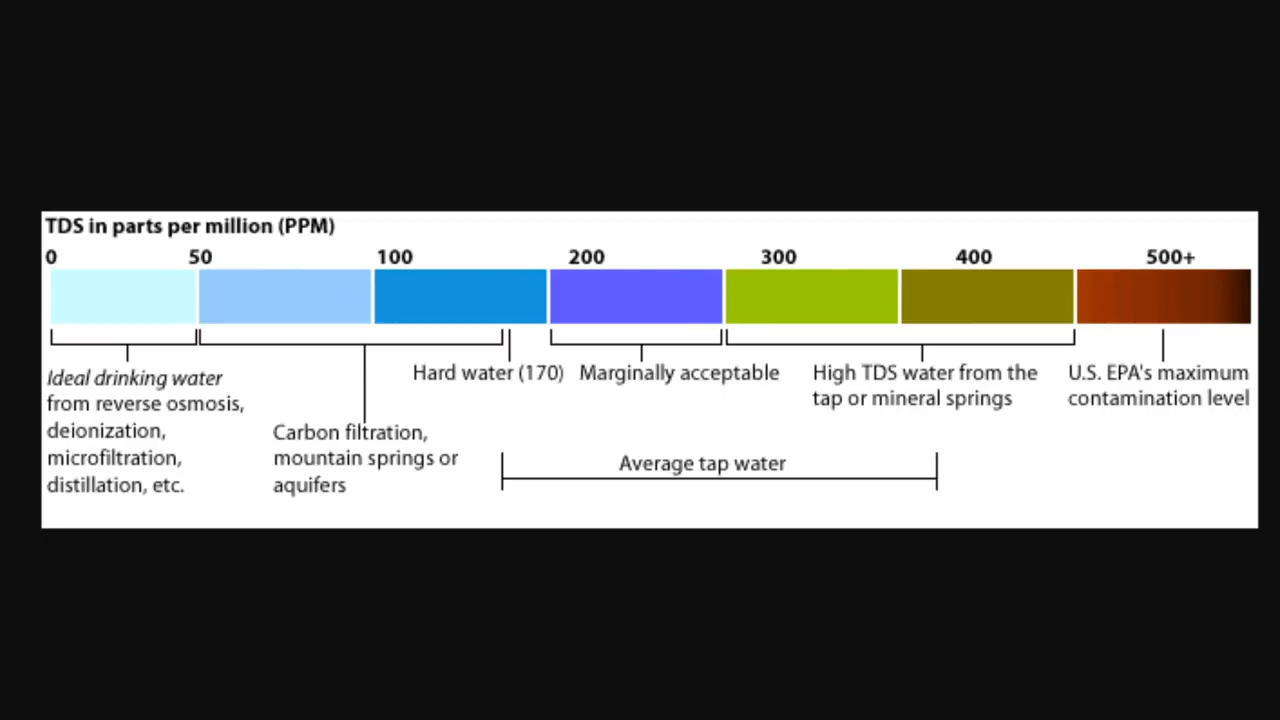 TDS in parts per million (PPM)
0 50 100 200 300 400 500+
Ideal drinking water
from reverse osmosis,
deionization,
microfiltration,
distillation, etc.
Carbon filtration,
mountain springs or
aquifers
Hard water (170)
Marginally acceptable
High TDS water from the
tap or mineral springs
U.S. EPA's maximum
contamination level
Average tap water